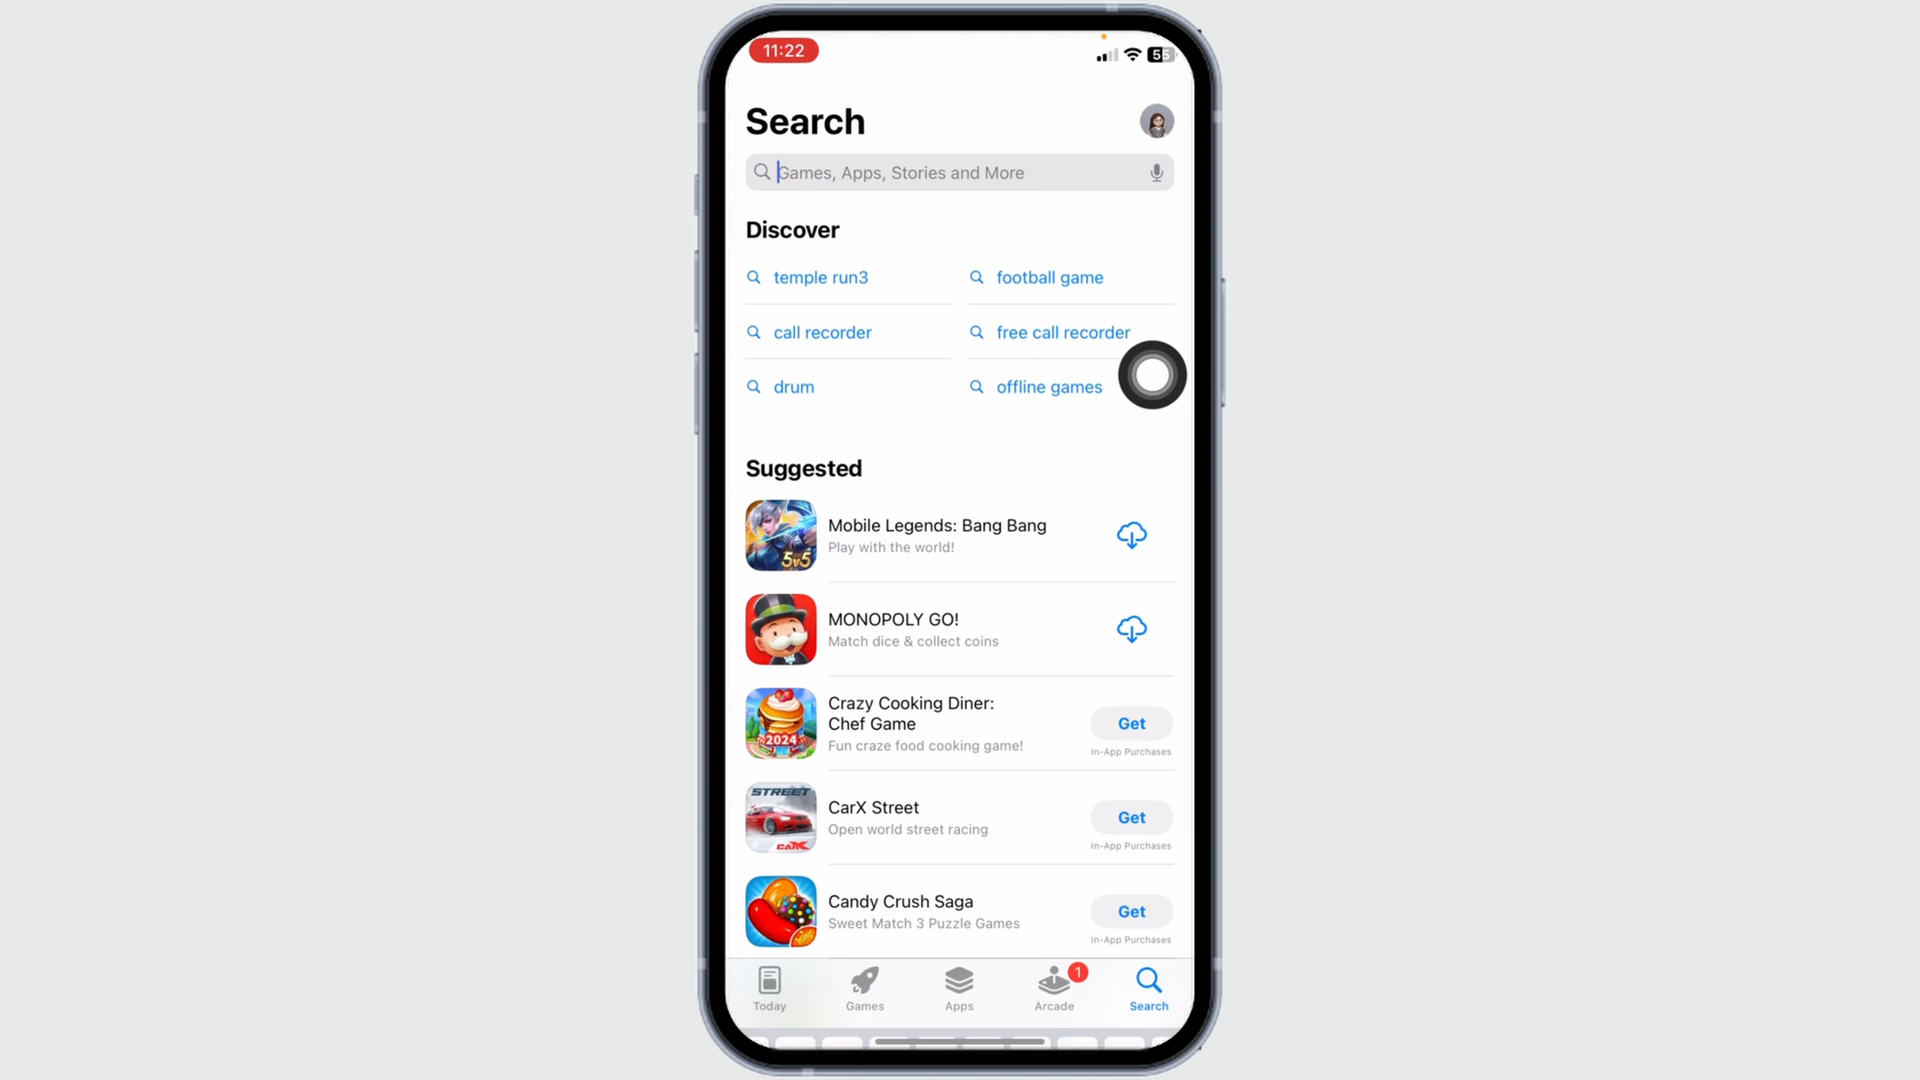 11:22
55
Search
Games, Apps, Stories and More
Discover
temple run3
football game
call recorder
free call recorder
drum
offline games
Suggested
5v5
Mobile Legends: Bang Bang
Play with the world!
MONOPOLY GO!
Match dice & collect coins
2024
Crazy Cooking Diner:
Chef Game
Fun craze food cooking game!
Get
In-App Purchases
STREET
CARX
CarX Street
Open world street racing
Get
In-App Purchases
King
Candy Crush Saga
Sweet Match 3 Puzzle Games
Get
In-App Purchases
1
Today
Games
Apps
Arcade
Search